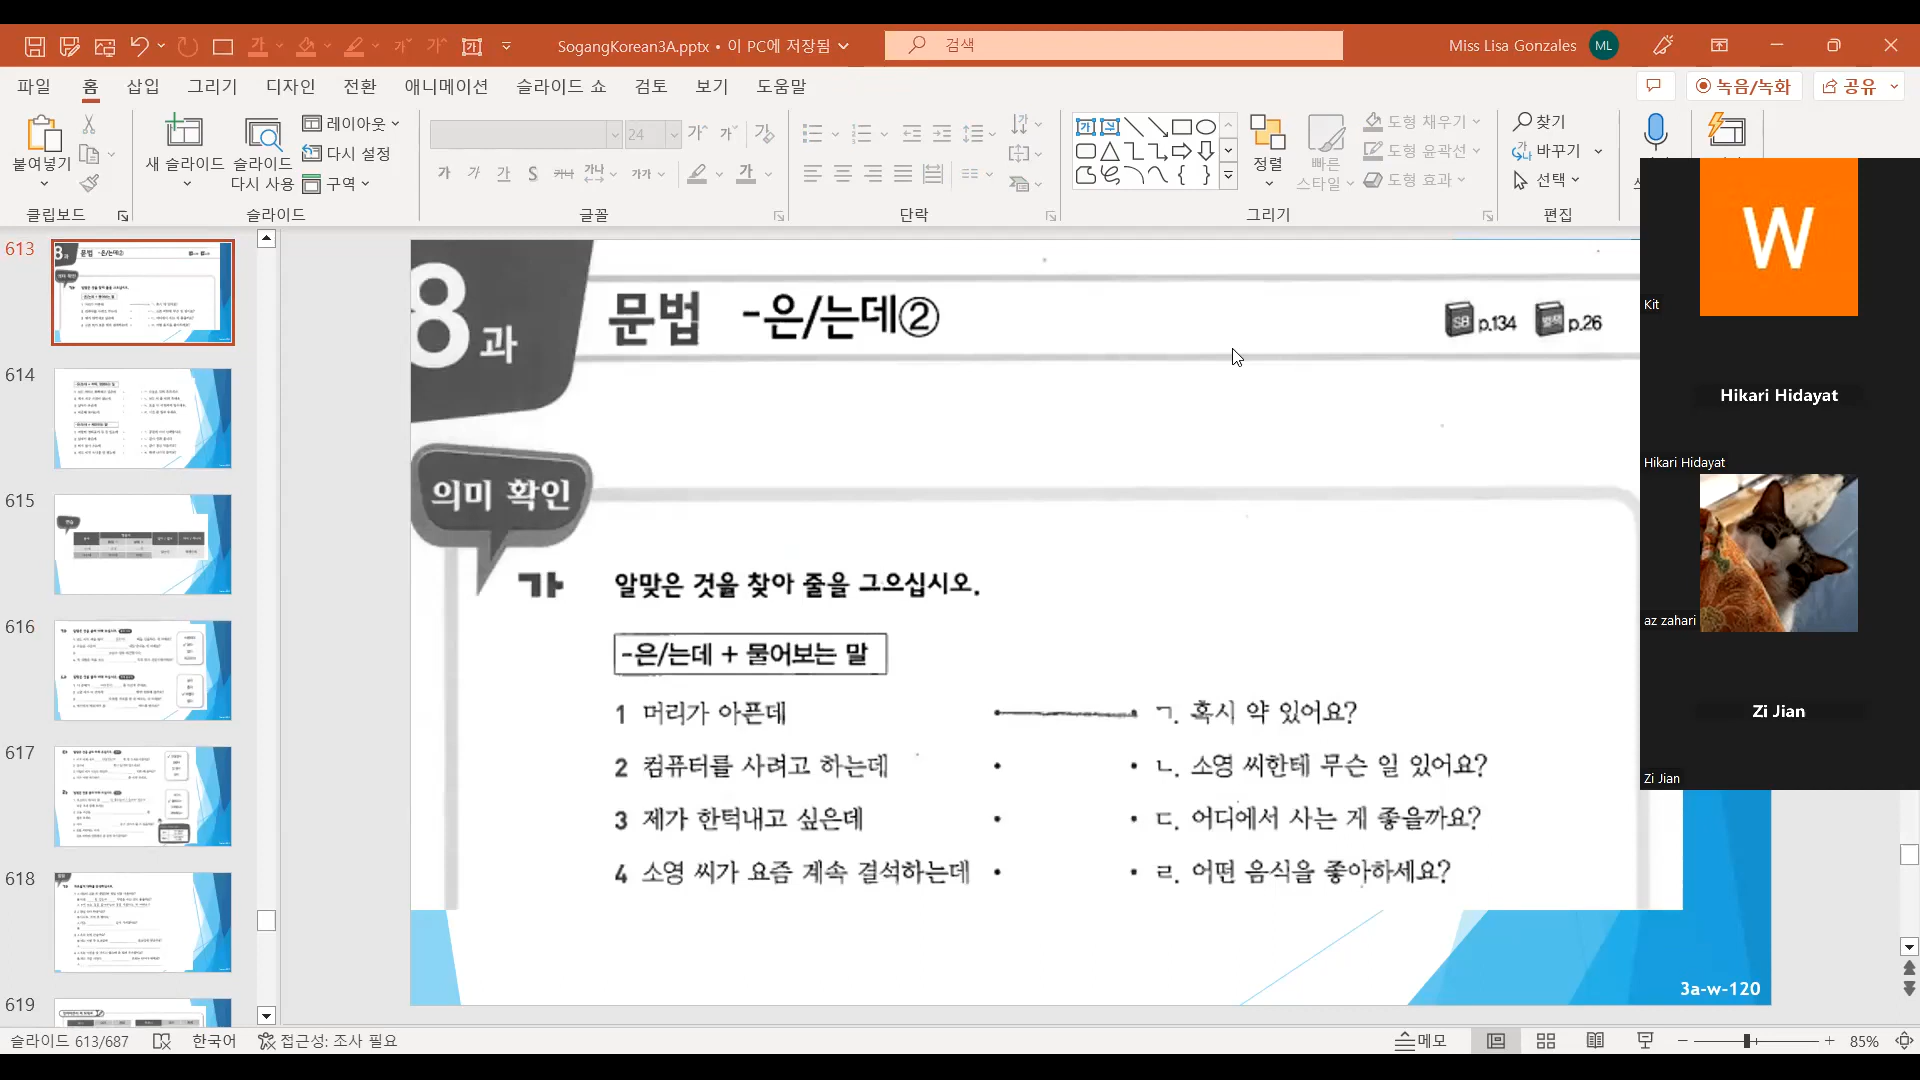 SogangKorean3A.pptx • 이 PC에 저장됨
검색
Miss Lisa Gonzales
ML
파일 홈 삽입 그리기 디자인 전환 애니메이션 슬라이드 쇼 검토 보기 도움말
녹음/녹화
공유
붙여넣기
새 슬라이드
슬라이드 다시 사용
레이아웃
다시 설정
구역
24
정렬
빠른 스타일
도형 채우기
도형 윤곽선
도형 효과
찾기
바꾸기
선택
클립보드
슬라이드
글꼴
단락
그리기
편집
613
614
615
616
617
618
619
8과
문법 -은/는데②
SB p.134 별책 p.26
의미 확인
가 알맞은 것을 찾아 줄을 그으십시오.
-은/는데 + 물어보는 말
1 머리가 아픈데 • • ㄱ. 혹시 약 있어요?
2 컴퓨터를 사려고 하는데 • • ㄴ. 소영 씨한테 무슨 일 있어요?
3 제가 한턱내고 싶은데 • • ㄷ. 어디에서 사는 게 좋을까요?
4 소영 씨가 요즘 계속 결석하는데 • • ㄹ. 어떤 음식을 좋아하세요?
3a-w-120
W
Kit
Hikari Hidayat
Hikari Hidayat
az zahari
Zi Jian
Zi Jian
슬라이드 613/687
한국어
접근성: 조사 필요
메모
85%